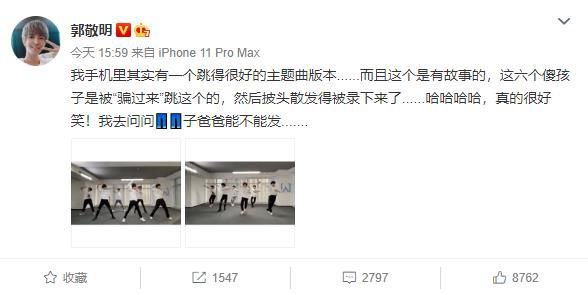 郭敬明
今天 15:59 来自 iPhone 11 Pro Max
我手机里其实有一个跳得很好的主题曲版本......而且这个是有故事的，这六个傻孩
子是被“骗过来”跳这个的，然后披头散发得被录下来了......哈哈哈哈，真的很好
笑！我去问问👖👖子爸爸能不能发.......
收藏
1547
2797
8762